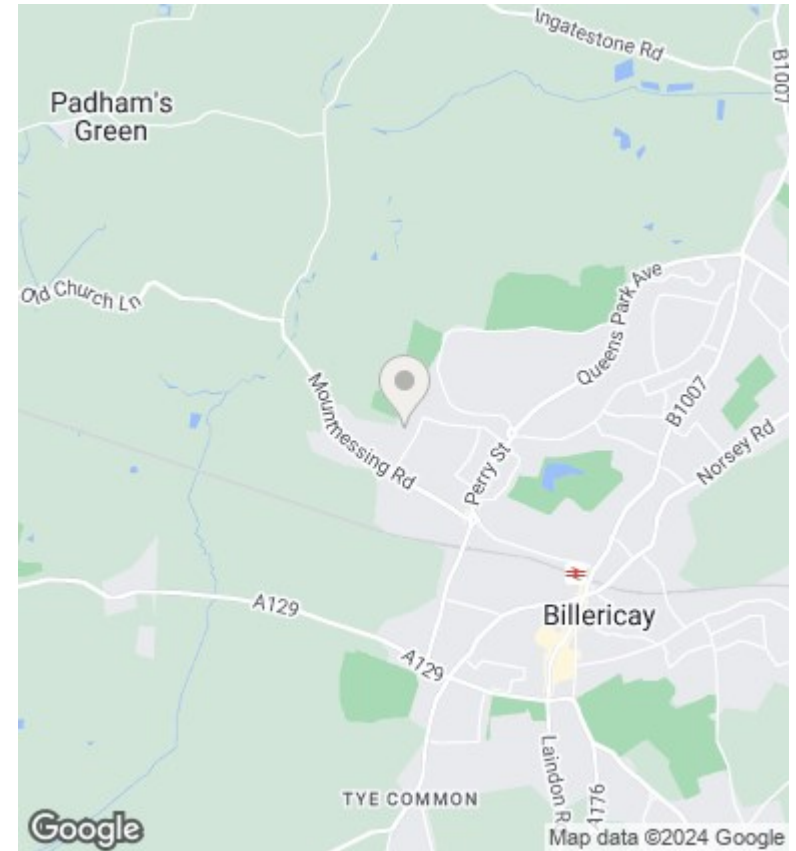 Ingatestone Rd
B1007
Padham's
Green
Old Church Ln
Queens Park Ave
Mountnessing Rd
B1007
Norsey Rd
Perry St
A129
Billericay
A129
Laindon R
A176
TYE COMMON
Google
Map data ©2024 Google